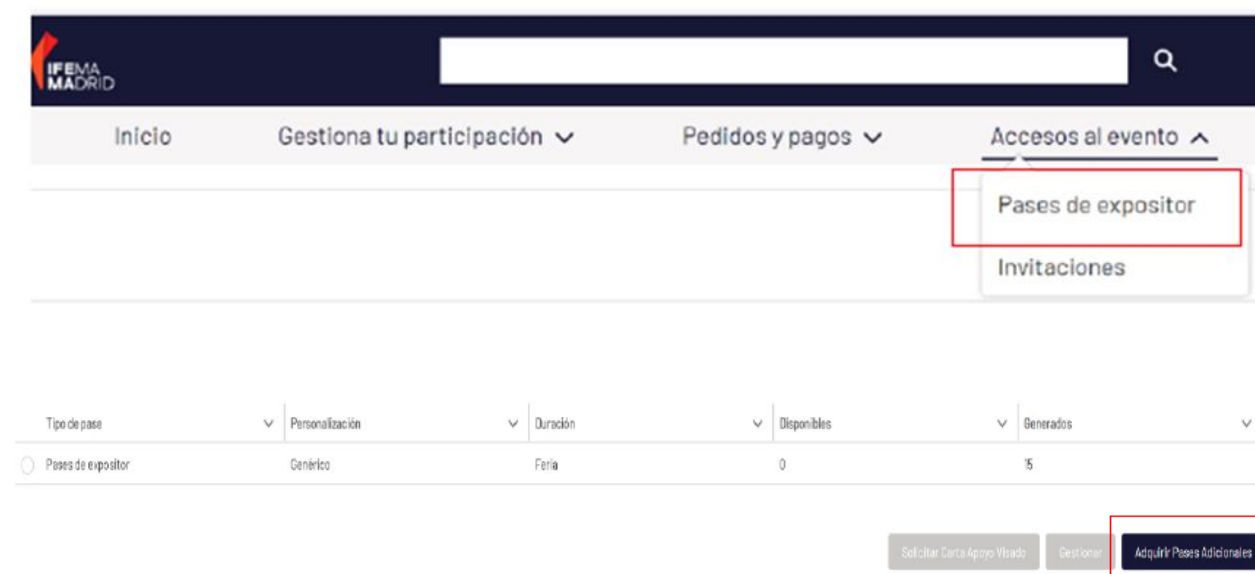 IFEMA
MADRID
Inicio Gestiona tu participación Pedidos y pagos Accesos al evento
Pases de expositor
Invitaciones
Tipo de pase Personalización Duración Disponibles Generados
Pases de expositor Genérico Feria 0 15
Solicitar Carta Apoyo Visado Gestionar Adquirir Pases Adicionales